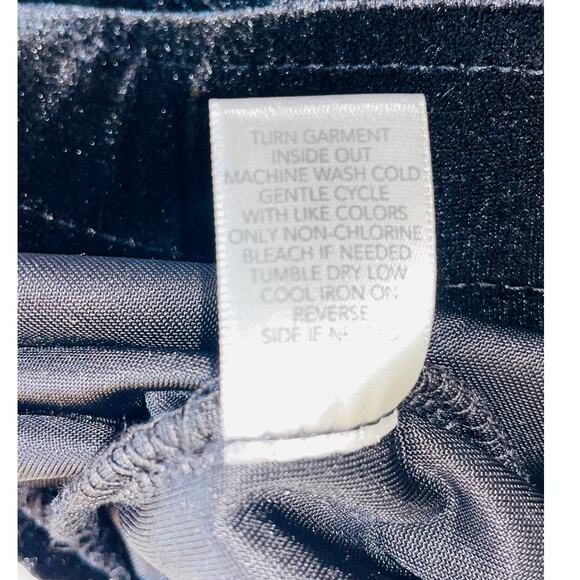 TURN GARMENT
INSIDE OUT
MACHINE WASH COLD
GENTLE CYCLE
WITH LIKE COLORS
ONLY NON-CHLORINE
BLEACH IF NEEDED
TUMBLE DRY LOW
COOL IRON ON
REVERSE
SIDE IF